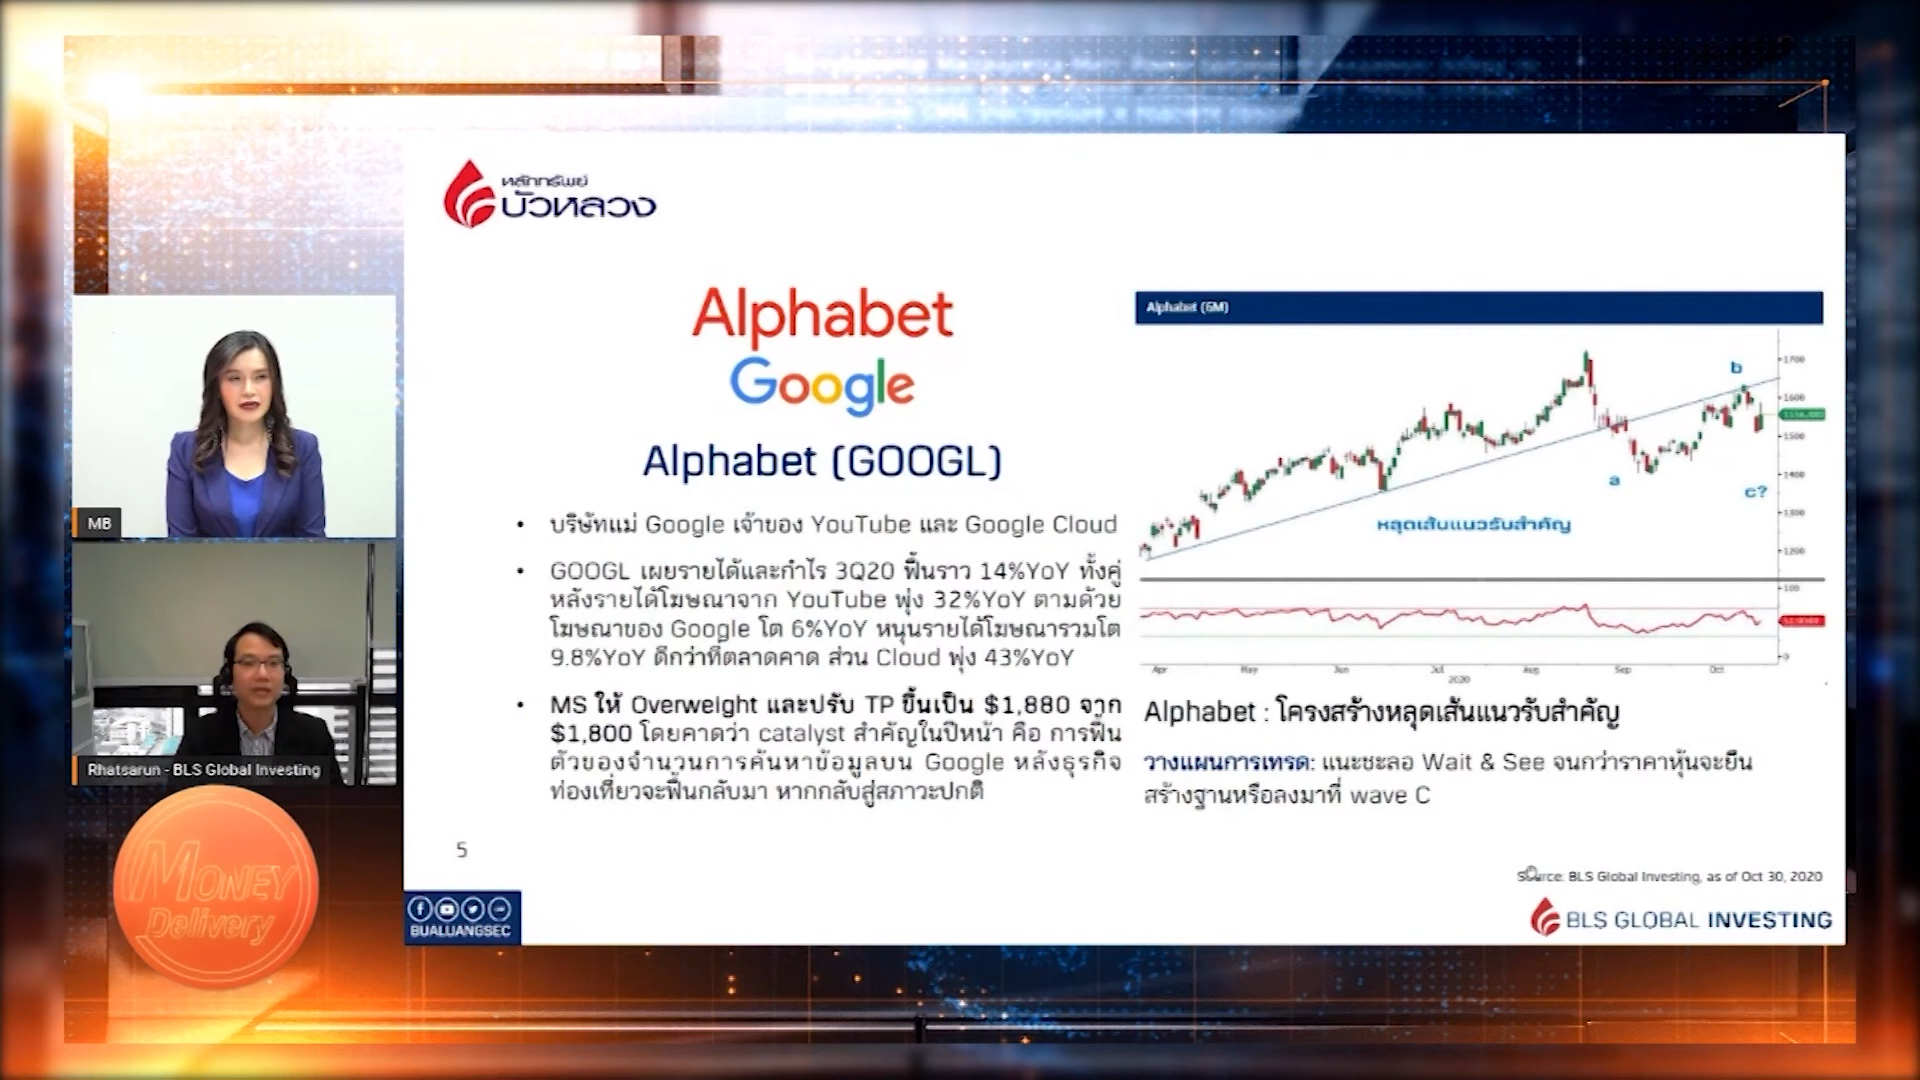 หลักทรัพย์
บัวหลวง
Alphabet
Google
Alphabet (GOOGL)
• บริษัทแม่ Google เจ้าของ YouTube และ Google Cloud
• GOOGL เผยรายได้และกำไร 3Q20 ฟื้นราว 14%YoY ทั้งคู่
หลังรายได้โฆษณาจาก YouTube พุ่ง 32%YoY ตามด้วย
โฆษณาของ Google โต 6%YoY หนุนรายได้โฆษณารวมโต
9.8%YoY ดีกว่าที่ตลาดคาด ส่วน Cloud พุ่ง 43%YoY
• MS ให้ Overweight และปรับ TP ขึ้นเป็น $1,880 จาก
$1,800 โดยคาดว่า catalyst สำคัญในปีหน้า คือ การฟื้น
ตัวของจำนวนการค้นหาข้อมูลบน Google หลังธุรกิจ
ท่องเที่ยวจะฟื้นกลับมา หากกลับสู่สภาวะปกติ
5
Alphabet (6M)
1700
b
1600
1500
1400
a
c?
1300
หลุดเส้นแนวรับสำคัญ
1200
100
0
Apr May Jun Jul Aug Sep Oct
2020
Alphabet : โครงสร้างหลุดเส้นแนวรับสำคัญ
วางแผนการเทรด: แนะชะลอ Wait & See จนกว่าราคาหุ้นจะยืน
สร้างฐานหรือลงมาที่ wave C
Source: BLS Global Investing, as of Oct 30, 2020
BLS GLOBAL INVESTING
BUALUANGSEC
MB
Rhatsarun - BLS Global Investing
MONEY
Delivery